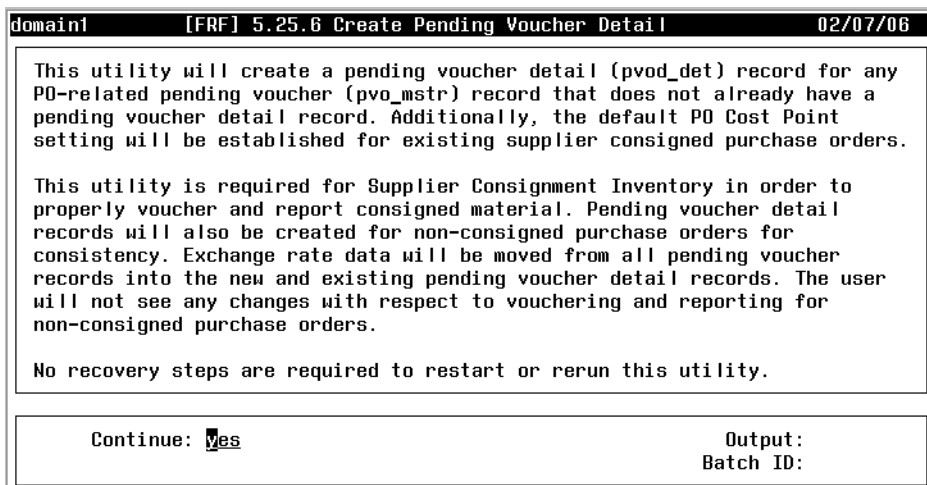 domain1 [FRF] 5.25.6 Create Pending Voucher Detail 02/07/06
This utility will create a pending voucher detail (pvod_det) record for any
PO-related pending voucher (pvo_mstr) record that does not already have a
pending voucher detail record. Additionally, the default PO Cost Point
setting will be established for existing supplier consigned purchase orders.
This utility is required for Supplier Consignment Inventory in order to
properly voucher and report consigned material. Pending voucher detail
records will also be created for non-consigned purchase orders for
consistency. Exchange rate data will be moved from all pending voucher
records into the new and existing pending voucher detail records. The user
will not see any changes with respect to vouchering and reporting for
non-consigned purchase orders.
No recovery steps are required to restart or rerun this utility.
Continue: yes Output:
Batch ID: